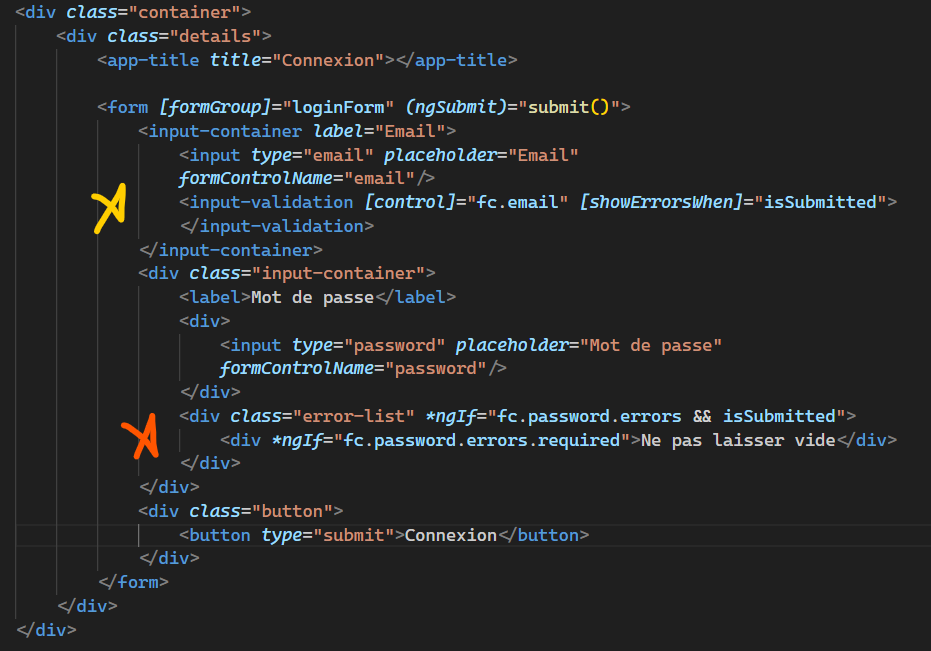 <div class="container">
<div class="details">
<app-title title="Connexion"></app-title>
<form [formGroup]="loginForm" (ngSubmit)="submit()">
<input-container label="Email">
<input type="email" placeholder="Email"
formControlName="email"/>
<input-validation [control]="fc.email" [showErrorsWhen]="isSubmitted">
</input-validation>
</input-container>
<div class="input-container">
<label>Mot de passe</label>
<div>
<input type="password" placeholder="Mot de passe"
formControlName="password"/>
</div>
<div class="error-list" *ngIf="fc.password.errors && isSubmitted">
<div *ngIf="fc.password.errors.required">Ne pas laisser vide</div>
</div>
</div>
<div class="button">
<button type="submit">Connexion</button>
</div>
</form>
</div>
</div>